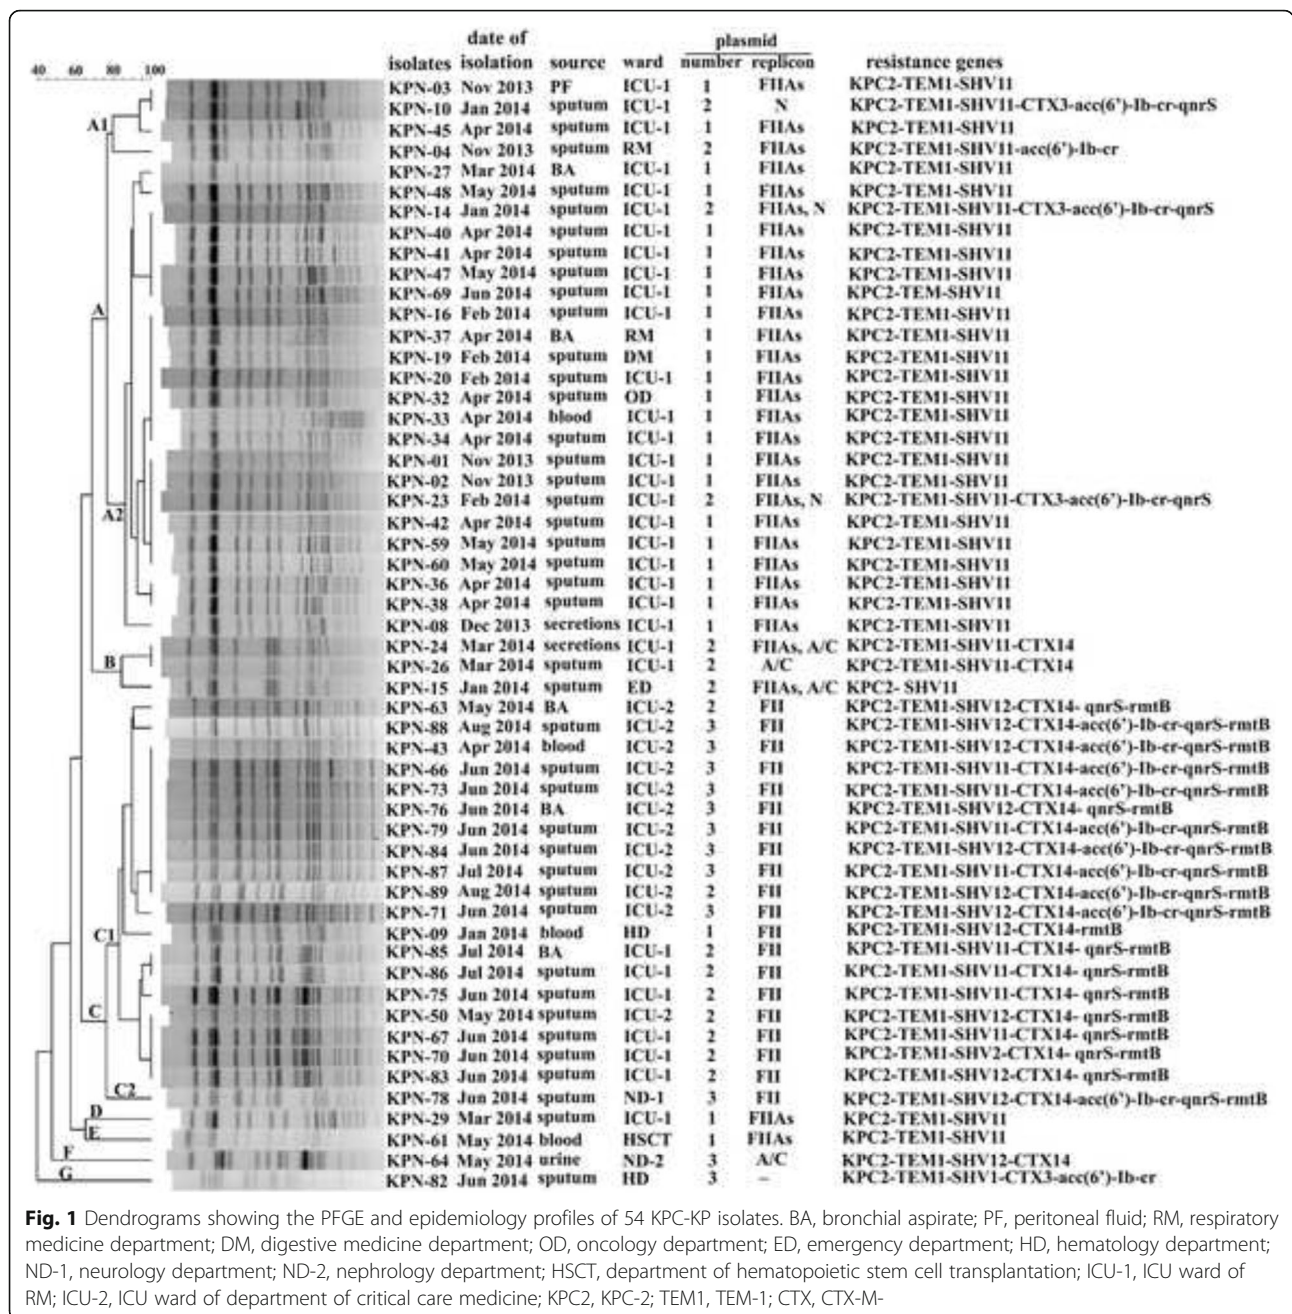 date of
plasmid
isolates isolation source ward number replicon resistance genes
40 60 80 100
KPN-03 Nov 2013 PF ICU-1 1 FIIAs KPC2-TEM1-SHV11
KPN-10 Jan 2014 sputum ICU-1 2 N KPC2-TEM1-SHV11-CTX3-acc(6')-Ib-cr-qnrS
A1
KPN-45 Apr 2014 sputum ICU-1 1 FIIAs KPC2-TEM1-SHV11
KPN-04 Nov 2013 sputum RM 2 FIIAs KPC2-TEM1-SHV11-acc(6')-Ib-cr
KPN-27 Mar 2014 BA ICU-1 1 FIIAs KPC2-TEM1-SHV11
KPN-48 May 2014 sputum ICU-1 1 FIIAs KPC2-TEM1-SHV11
KPN-14 Jan 2014 sputum ICU-1 2 FIIAs, N KPC2-TEM1-SHV11-CTX3-acc(6')-Ib-cr-qnrS
KPN-40 Apr 2014 sputum ICU-1 1 FIIAs KPC2-TEM1-SHV11
KPN-41 Apr 2014 sputum ICU-1 1 FIIAs KPC2-TEM1-SHV11
KPN-47 May 2014 sputum ICU-1 1 FIIAs KPC2-TEM1-SHV11
KPN-69 Jun 2014 sputum ICU-1 1 FIIAs KPC2-TEM-SHV11
A
KPN-16 Feb 2014 sputum ICU-1 1 FIIAs KPC2-TEM1-SHV11
KPN-37 Apr 2014 BA RM 1 FIIAs KPC2-TEM1-SHV11
KPN-19 Feb 2014 sputum DM 1 FIIAs KPC2-TEM1-SHV11
KPN-20 Feb 2014 sputum ICU-1 1 FIIAs KPC2-TEM1-SHV11
KPN-32 Apr 2014 sputum OD 1 FIIAs KPC2-TEM1-SHV11
KPN-33 Apr 2014 blood ICU-1 1 FIIAs KPC2-TEM1-SHV11
KPN-34 Apr 2014 sputum ICU-1 1 FIIAs KPC2-TEM1-SHV11
KPN-01 Nov 2013 sputum ICU-1 1 FIIAs KPC2-TEM1-SHV11
KPN-02 Nov 2013 sputum ICU-1 1 FIIAs KPC2-TEM1-SHV11
KPN-23 Feb 2014 sputum ICU-1 2 FIIAs, N KPC2-TEM1-SHV11-CTX3-acc(6')-Ib-cr-qnrS
A2
KPN-42 Apr 2014 sputum ICU-1 1 FIIAs KPC2-TEM1-SHV11
KPN-59 May 2014 sputum ICU-1 1 FIIAs KPC2-TEM1-SHV11
KPN-60 May 2014 sputum ICU-1 1 FIIAs KPC2-TEM1-SHV11
KPN-36 Apr 2014 sputum ICU-1 1 FIIAs KPC2-TEM1-SHV11
KPN-38 Apr 2014 sputum ICU-1 1 FIIAs KPC2-TEM1-SHV11
KPN-08 Dec 2013 secretions ICU-1 1 FIIAs KPC2-TEM1-SHV11
KPN-24 Mar 2014 secretions ICU-1 2 FIIAs, A/C KPC2-TEM1-SHV11-CTX14
B
KPN-26 Mar 2014 sputum ICU-1 2 A/C KPC2-TEM1-SHV11-CTX14
KPN-15 Jan 2014 sputum ED 2 FIIAs, A/C KPC2- SHV11
KPN-63 May 2014 BA ICU-2 2 FII KPC2-TEM1-SHV12-CTX14- qnrS-rmtB
KPN-88 Aug 2014 sputum ICU-2 3 FII KPC2-TEM1-SHV12-CTX14-acc(6')-Ib-cr-qnrS-rmtB
KPN-43 Apr 2014 blood ICU-2 3 FII KPC2-TEM1-SHV12-CTX14-acc(6')-Ib-cr-qnrS-rmtB
KPN-66 Jun 2014 sputum ICU-2 3 FII KPC2-TEM1-SHV11-CTX14-acc(6')-Ib-cr-qnrS-rmtB
KPN-73 Jun 2014 sputum ICU-2 3 FII KPC2-TEM1-SHV11-CTX14-acc(6')-Ib-cr-qnrS-rmtB
KPN-76 Jun 2014 BA ICU-2 3 FII KPC2-TEM1-SHV12-CTX14- qnrS-rmtB
KPN-79 Jun 2014 sputum ICU-2 3 FII KPC2-TEM1-SHV11-CTX14-acc(6')-Ib-cr-qnrS-rmtB
KPN-84 Jun 2014 sputum ICU-2 3 FII KPC2-TEM1-SHV12-CTX14-acc(6')-Ib-cr-qnrS-rmtB
KPN-87 Jul 2014 sputum ICU-2 3 FII KPC2-TEM1-SHV11-CTX14-acc(6')-Ib-cr-qnrS-rmtB
KPN-89 Aug 2014 sputum ICU-2 2 FII KPC2-TEM1-SHV12-CTX14-acc(6')-Ib-cr-qnrS-rmtB
KPN-71 Jun 2014 sputum ICU-2 3 FII KPC2-TEM1-SHV12-CTX14-acc(6')-Ib-cr-qnrS-rmtB
C1
KPN-09 Jan 2014 blood HD 1 FII KPC2-TEM1-SHV12-CTX14-rmtB
KPN-85 Jul 2014 BA ICU-1 2 FII KPC2-TEM1-SHV11-CTX14- qnrS-rmtB
KPN-86 Jul 2014 sputum ICU-1 2 FII KPC2-TEM1-SHV11-CTX14- qnrS-rmtB
KPN-75 Jun 2014 sputum ICU-1 2 FII KPC2-TEM1-SHV11-CTX14- qnrS-rmtB
C
KPN-50 May 2014 sputum ICU-2 2 FII KPC2-TEM1-SHV12-CTX14- qnrS-rmtB
KPN-67 Jun 2014 sputum ICU-1 2 FII KPC2-TEM1-SHV11-CTX14- qnrS-rmtB
KPN-70 Jun 2014 sputum ICU-1 2 FII KPC2-TEM1-SHV2-CTX14- qnrS-rmtB
KPN-83 Jun 2014 sputum ICU-1 2 FII KPC2-TEM1-SHV12-CTX14- qnrS-rmtB
C2
KPN-78 Jun 2014 sputum ND-1 3 FII KPC2-TEM1-SHV12-CTX14-acc(6')-Ib-cr-qnrS-rmtB
D
KPN-29 Mar 2014 sputum ICU-1 1 FIIAs KPC2-TEM1-SHV11
E
KPN-61 May 2014 blood HSCT 1 FIIAs KPC2-TEM1-SHV11
F
KPN-64 May 2014 urine ND-2 3 A/C KPC2-TEM1-SHV12-CTX14
G
KPN-82 Jun 2014 sputum HD 3 – KPC2-TEM1-SHV1-CTX3-acc(6')-Ib-cr
Fig. 1 Dendrograms showing the PFGE and epidemiology profiles of 54 KPC-KP isolates. BA, bronchial aspirate; PF, peritoneal fluid; RM, respiratory
medicine department; DM, digestive medicine department; OD, oncology department; ED, emergency department; HD, hematology department;
ND-1, neurology department; ND-2, nephrology department; HSCT, department of hematopoietic stem cell transplantation; ICU-1, ICU ward of
RM; ICU-2, ICU ward of department of critical care medicine; KPC2, KPC-2; TEM1, TEM-1; CTX, CTX-M-